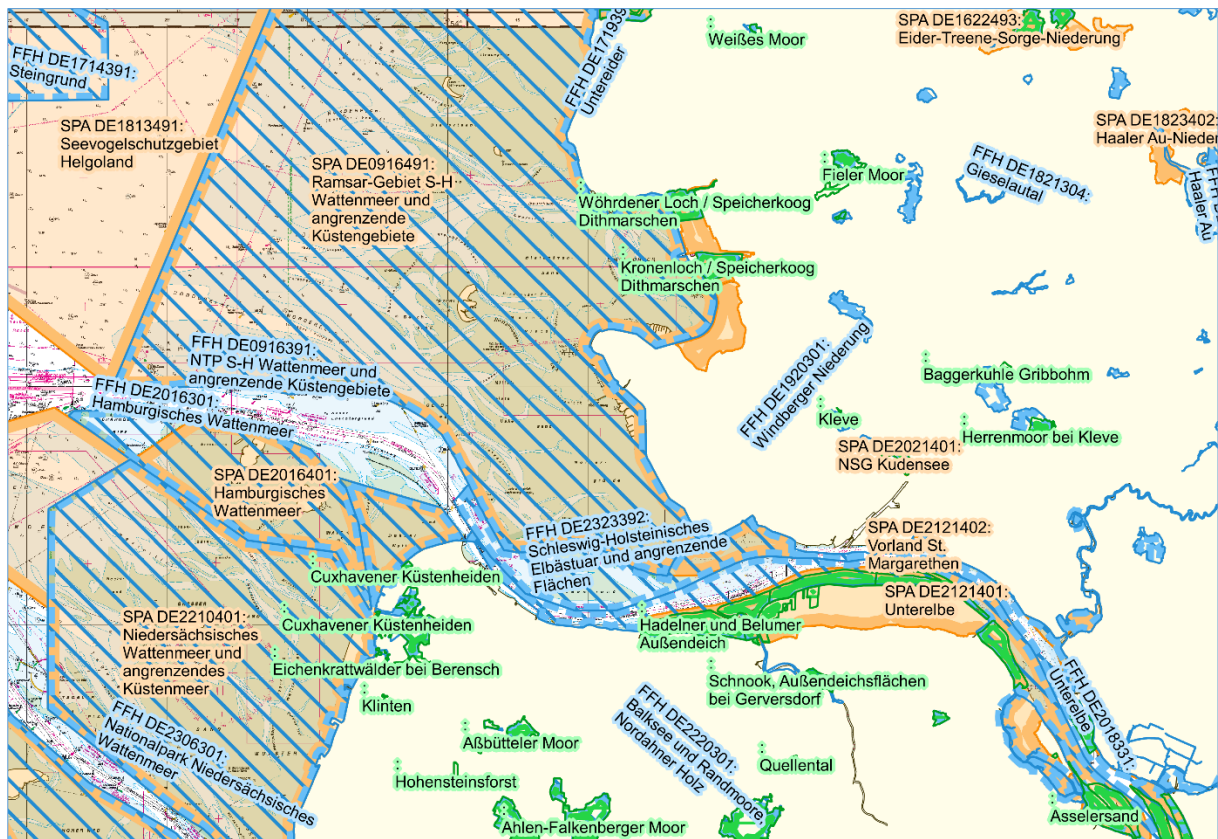 Weißes Moor
SPA DE1622493:
Eider-Treene-Sorge-Niederung
FFH DE1714391:
Steingrund
FFH DE171939
Untereider
SPA DE1813491:
Seevogelschutzgebiet
Helgoland
SPA DE0916491:
Ramsar-Gebiet S-H
Wattenmeer und
angrenzende
Küstengebiete
SPA DE1823402:
Haaler Au-Nieder
FFH DE1821304:
Gieselautal
Haaler Au
Fieler Moor
Wöhrdener Loch / Speicherkoog
Dithmarschen
Kronenloch / Speicherkoog
Dithmarschen
FFH DE0916391:
NTP S-H Wattenmeer und
angrenzende Küstengebiete
FFH DE2016301:
Hamburgisches Wattenmeer
FFH DE1920301:
Windberger Niederung
Baggerkuhle Gribbohm
Kleve
Herrenmoor bei Kleve
SPA DE2021401:
NSG Kudensee
SPA DE2016401:
Hamburgisches
Wattenmeer
FFH DE2323392:
Schleswig-Holsteinisches
Elbästuar und angrenzende
Flächen
SPA DE2121402:
Vorland St.
Margarethen
Cuxhavener Küstenheiden
SPA DE2121401:
Unterelbe
Cuxhavener Küstenheiden
Hadelner und Belumer
Außendeich
SPA DE2210401:
Niedersächsisches
Wattenmeer und
angrenzendes
Küstenmeer
Eichenkrattwälder bei Berensch
Klinten
Schnook, Außendeichsflächen
bei Gerversdorf
FFH DE2018331:
Unterelbe
FFH DE2306301:
Nationalpark Niedersächsisches
Wattenmeer
FFH DE2220301:
Balksee und Randmoore,
Nordahner Holz
Aßbütteler Moor
Quellental
Hohensteinsforst
Ahlen-Falkenberger Moor
Asselersand